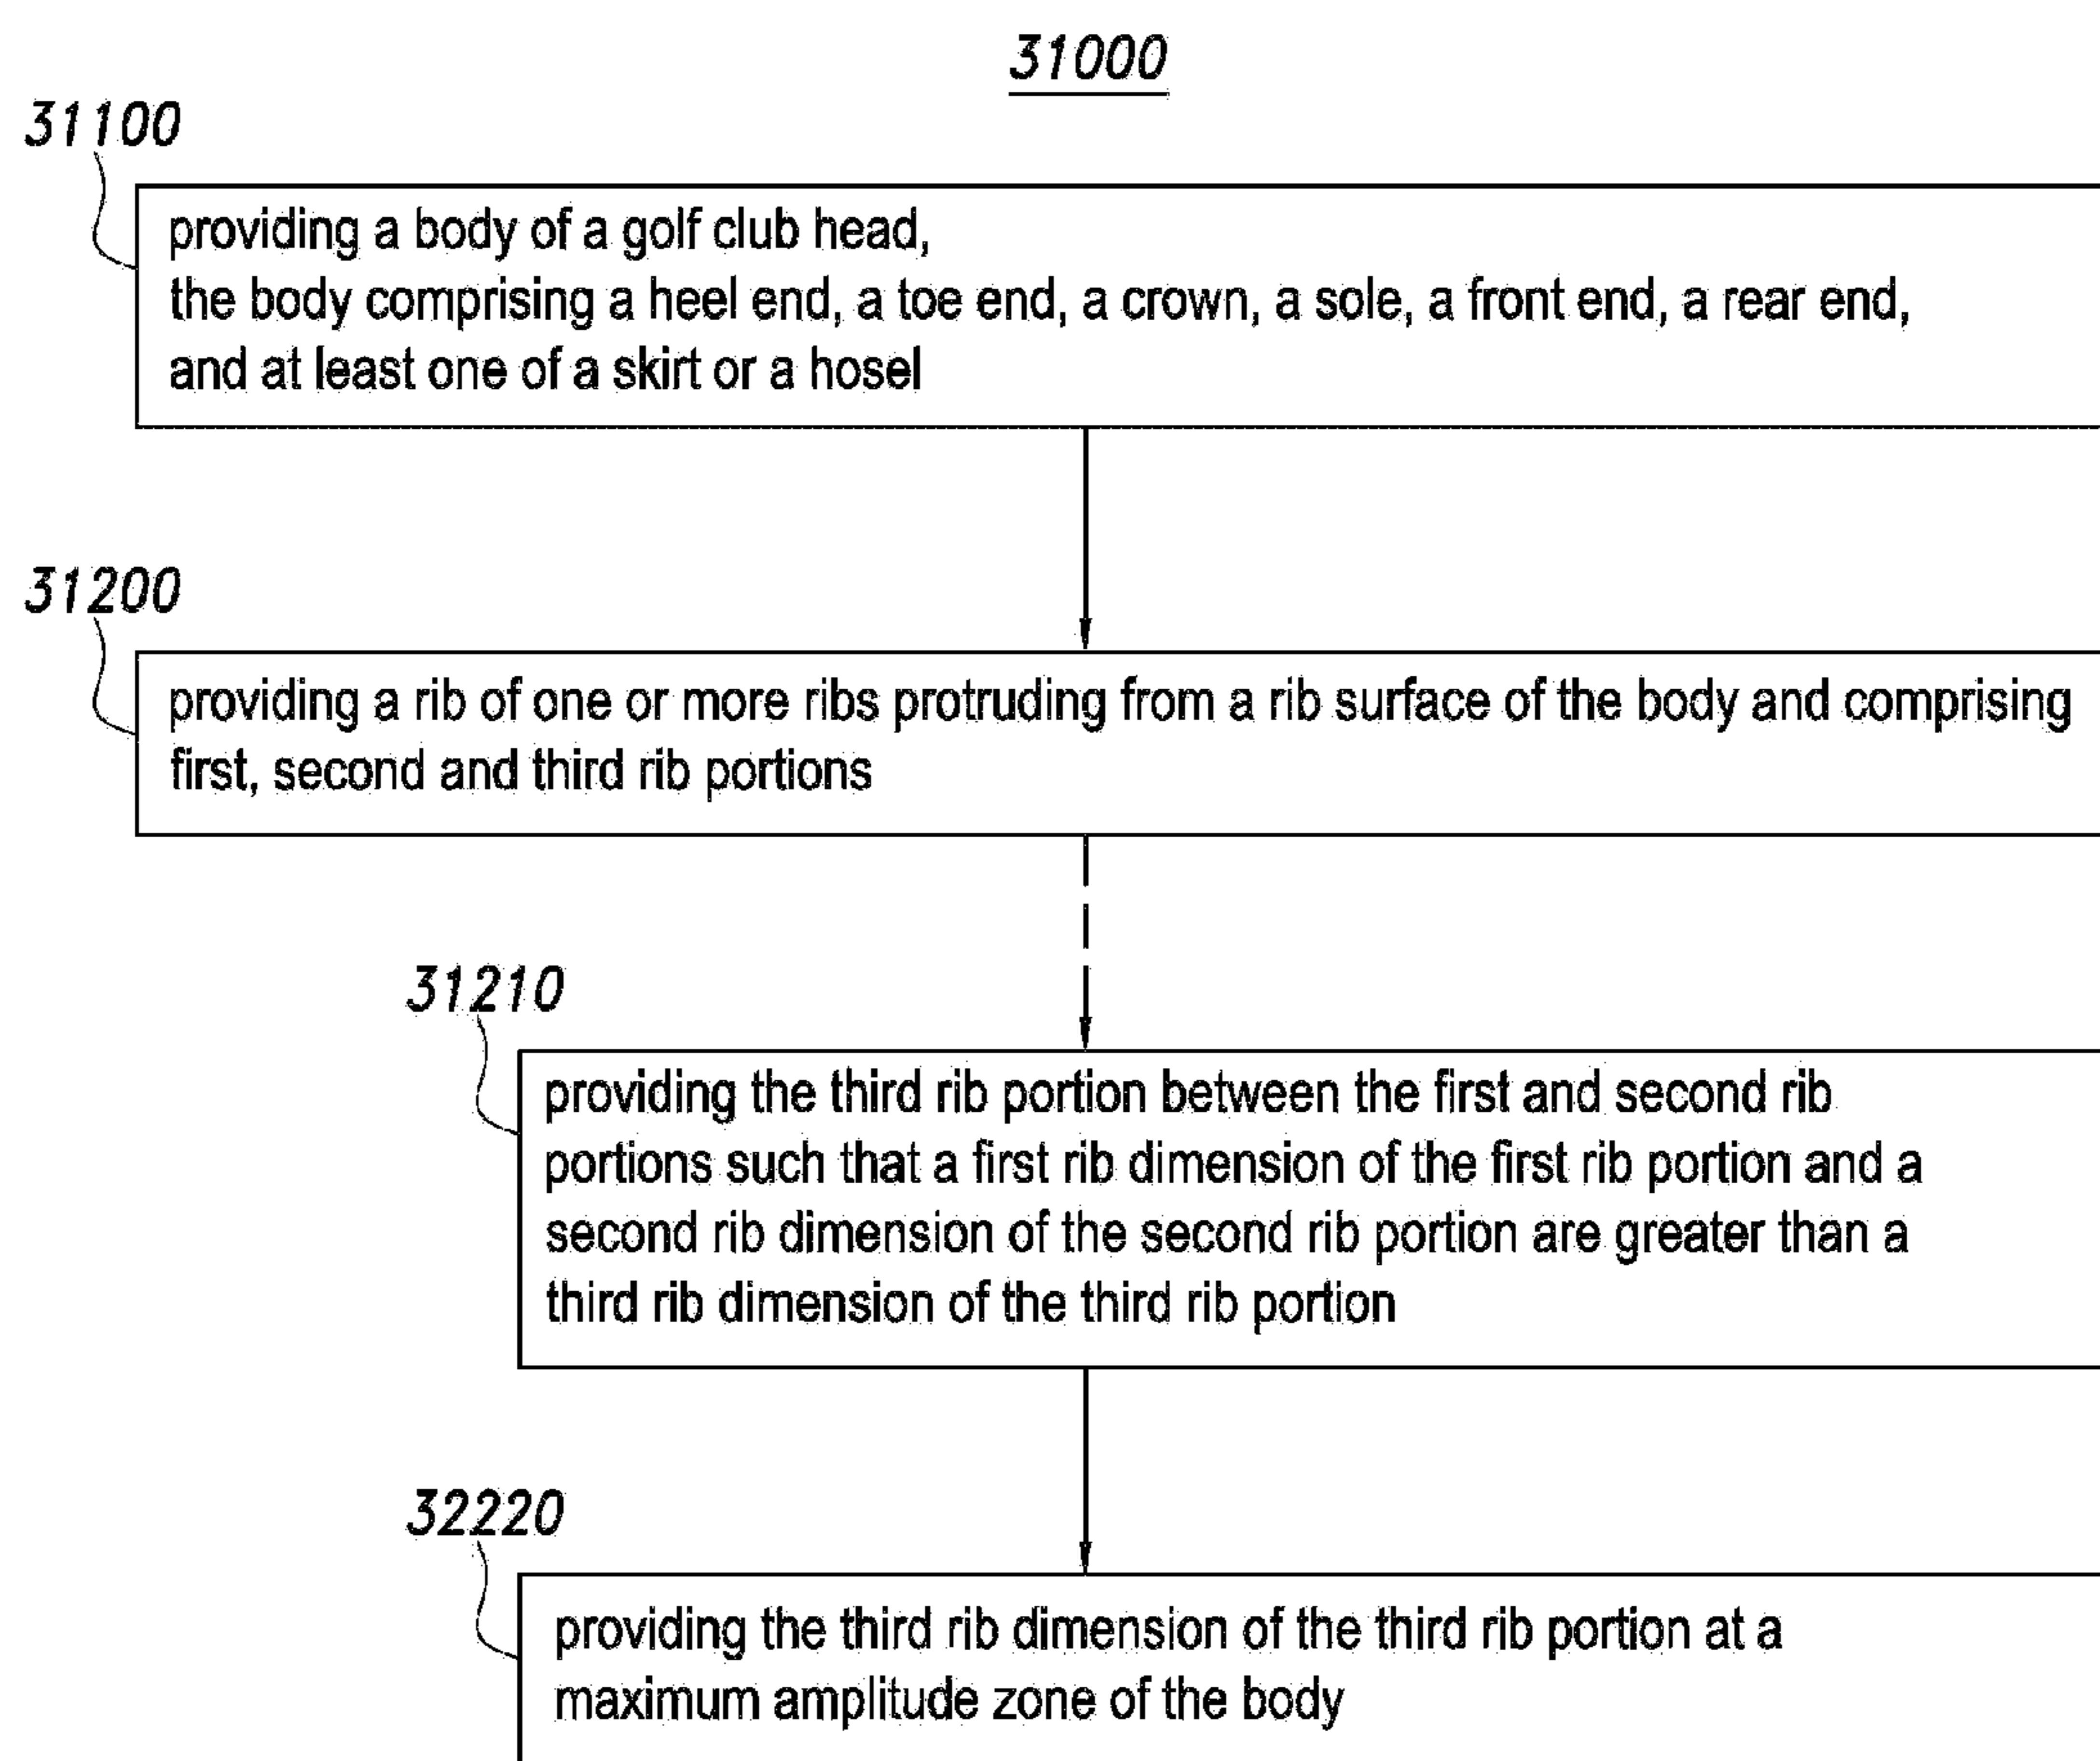 31000
31100
providing a body of a golf club head,
the body comprising a heel end, a toe end, a crown, a sole, a front end, a rear end,
and at least one of a skirt or a hosel
31200
providing a rib of one or more ribs protruding from a rib surface of the body and comprising
first, second and third rib portions
31210
providing the third rib portion between the first and second rib
portions such that a first rib dimension of the first rib portion and a
second rib dimension of the second rib portion are greater than a
third rib dimension of the third rib portion
32220
providing the third rib dimension of the third rib portion at a
maximum amplitude zone of the body